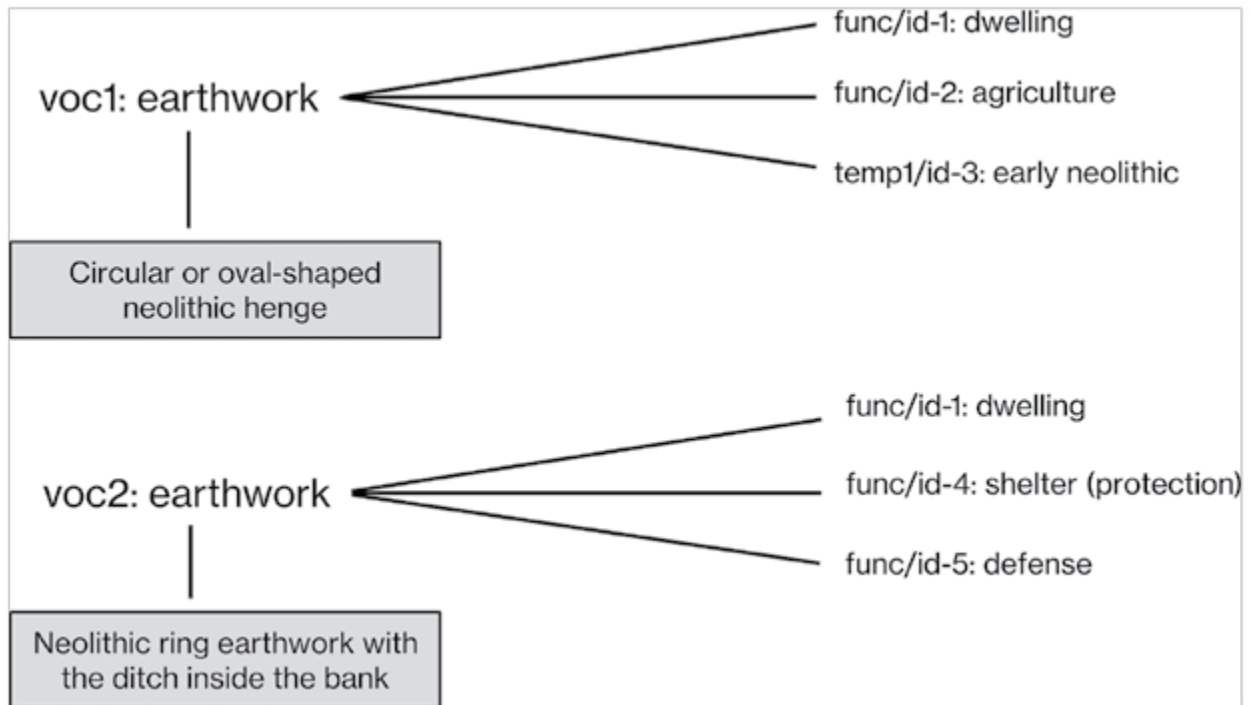 func/id-1: dwelling
voc1: earthwork
func/id-2: agriculture
temp1/id-3: early neolithic
Circular or oval-shaped
neolithic henge
func/id-1: dwelling
voc2: earthwork
func/id-4: shelter (protection)
func/id-5: defense
Neolithic ring earthwork with
the ditch inside the bank